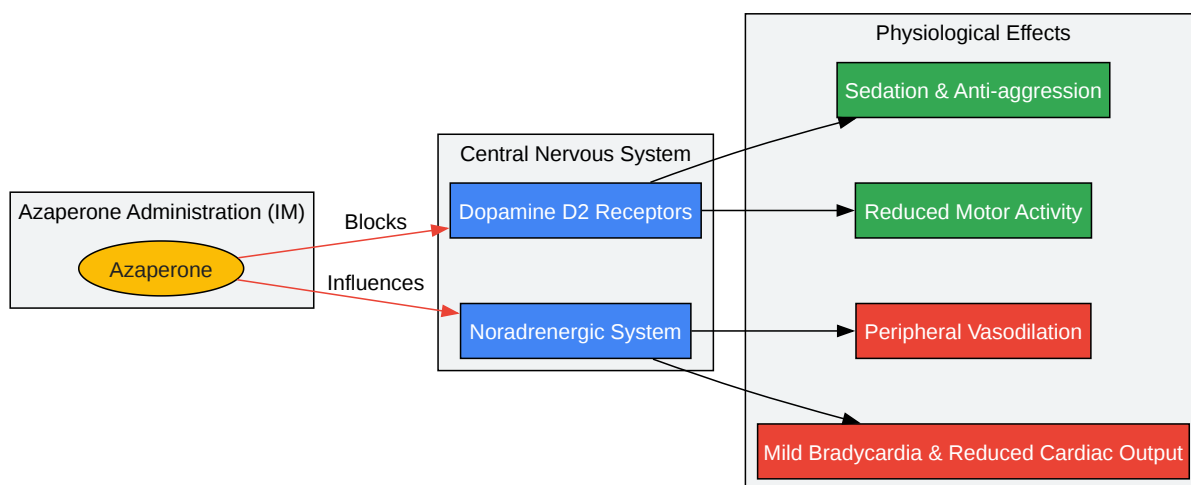 Azaperone Administration (IM)
Azaperone
Blocks
Influences
Central Nervous System
Dopamine D2 Receptors
Noradrenergic System
Physiological Effects
Sedation & Anti-aggression
Reduced Motor Activity
Peripheral Vasodilation
Mild Bradycardia & Reduced Cardiac Output